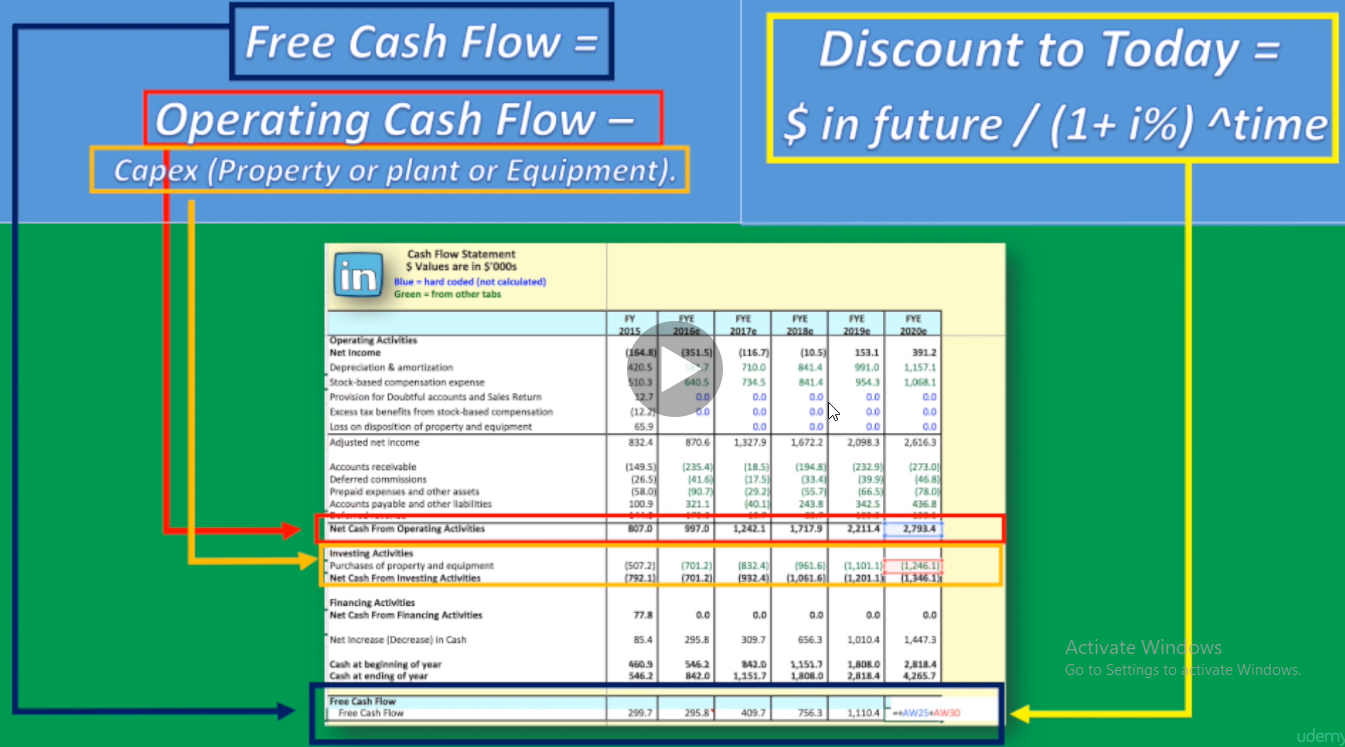 Free Cash Flow =
Operating Cash Flow –
Capex (Property or plant or Equipment).
Discount to Today =
$ in future / (1+ i%) ^time
in
Cash Flow Statement
$ Values are in $'000s
Blue = hard coded (not calculated)
Green = from other tabs
FY FYE FYE FYE FYE FYE
2015 2016e 2017e 2018e 2019e 2020e
Operating Activities
Net Income (164.8) (351.5) (116.7) (10.5) 153.1 391.2
Depreciation & amortization 420.5 710.0 841.4 991.0 1,157.1
Stock-based compensation expense 510.3 640.5 734.5 841.4 954.3 1,068.1
Provision for Doubtful accounts and Sales Return 12.7 0.0 0.0 0.0 0.0 0.0
Excess tax benefits from stock-based compensation (12.2) 0.0 0.0 0.0 0.0 0.0
Loss on disposition of property and equipment 65.9 0.0 0.0 0.0 0.0
Adjusted net income 832.4 870.6 1,327.9 1,672.2 2,098.3 2,616.3
Accounts receivable (149.5) (235.4) (18.5) (194.8) (232.9) (273.0)
Deferred commissions (26.5) (41.6) (17.5) (33.4) (39.9) (46.8)
Prepaid expenses and other assets (58.0) (90.7) (29.2) (55.7) (66.5) (78.0)
Accounts payable and other liabilities 100.9 321.1 (40.1) 243.8 342.5 436.8
Net Cash From Operating Activities 807.0 997.0 1,242.1 1,717.9 2,211.4 2,793.4
Investing Activities
Purchases of property and equipment (507.2) (701.2) (832.4) (961.6) (1,101.1) (1,246.1)
Net Cash From Investing Activities (792.1) (701.2) (932.4) (1,061.6) (1,201.1) (1,346.1)
Financing Activities
Net Cash From Financing Activities 77.8 0.0 0.0 0.0 0.0 0.0
Net Increase (Decrease) in Cash 85.4 295.8 309.7 656.3 1,010.4 1,447.3
Cash at beginning of year 460.9 546.2 842.0 1,151.7 1,808.0 2,818.4
Cash at ending of year 546.2 842.0 1,151.7 1,808.0 2,818.4 4,265.7
Free Cash Flow
Free Cash Flow 299.7 295.8 409.7 756.3 1,110.4 =+AW25+AW30
Activate Windows
Go to Settings to activate Windows.
udemy